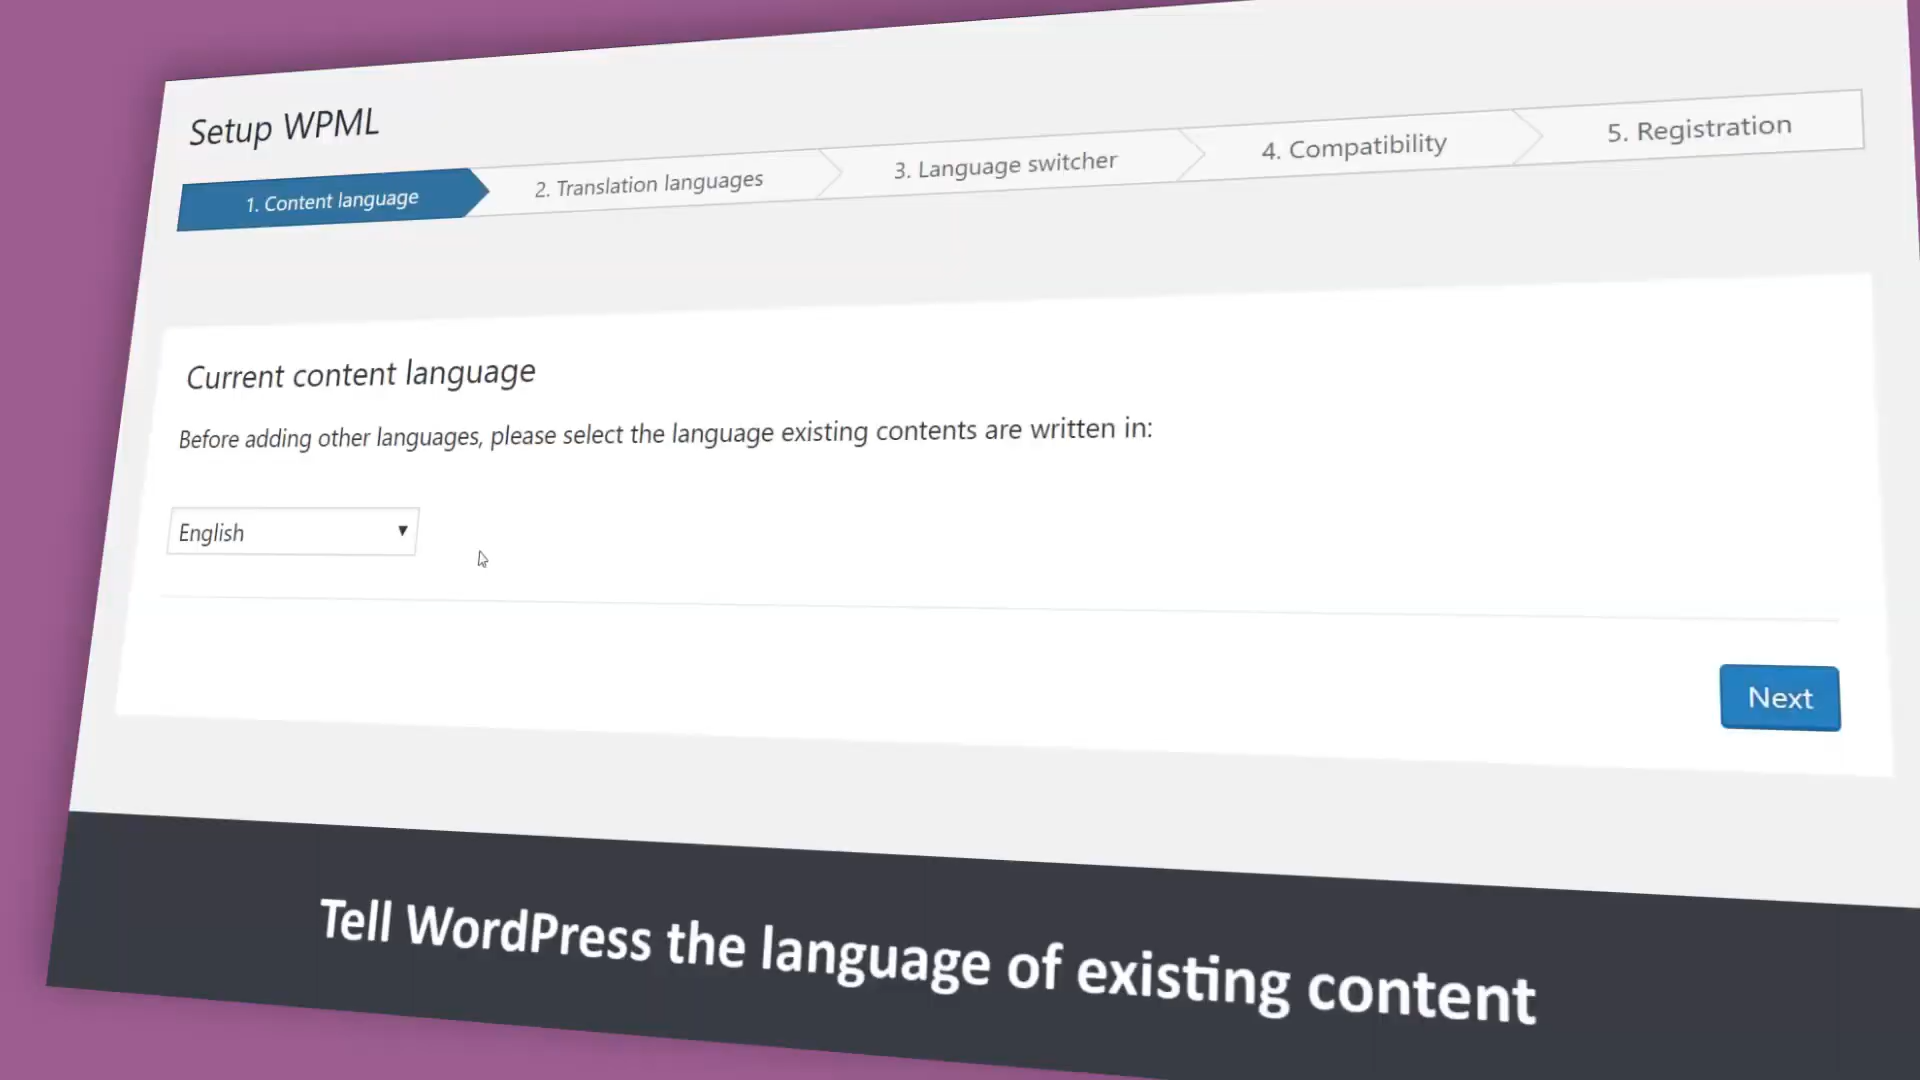 Setup WPML
1. Content language
2. Translation languages
3. Language switcher
4. Compatibility
5. Registration
Current content language
Before adding other languages, please select the language existing contents are written in:
English
Next
Tell WordPress the language of existing content